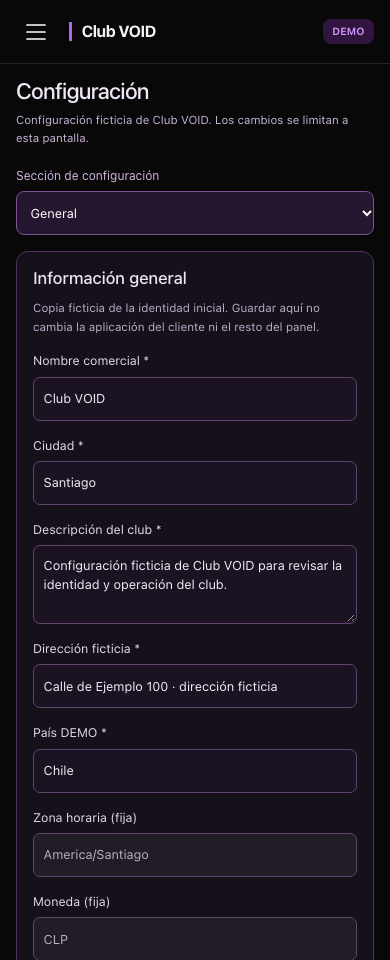 Club VOID
DEMO
Configuración
Configuración ficticia de Club VOID. Los cambios se limitan a
esta pantalla.
Sección de configuración
General
Información general
Copia ficticia de la identidad inicial. Guardar aquí no
cambia la aplicación del cliente ni el resto del panel.
Nombre comercial *
Club VOID
Ciudad *
Santiago
Descripción del club *
Configuración ficticia de Club VOID para revisar la
identidad y operación del club.
Dirección ficticia *
Calle de Ejemplo 100 · dirección ficticia
País DEMO *
Chile
Zona horaria (fija)
America/Santiago
Moneda (fija)
CLP